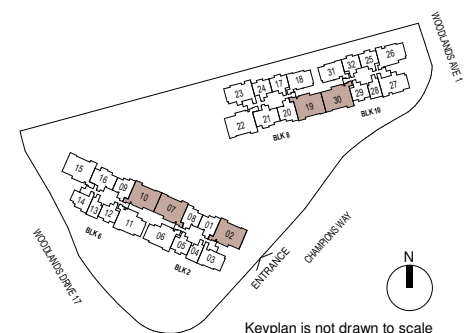 WOODLANDS AVE 1
23 24 17 18 31 32 25 26
22 21 20 19 30 29 28 27
BLK 8
BLK 10
15 16 09 10 07 08 01 02
14 13 12 11 06 05 04 03
BLK 6
BLK 2
WOODLANDS DRIVE 17
ENTRANCE
CHAMPIONS WAY
N
Keyplan is not drawn to scale